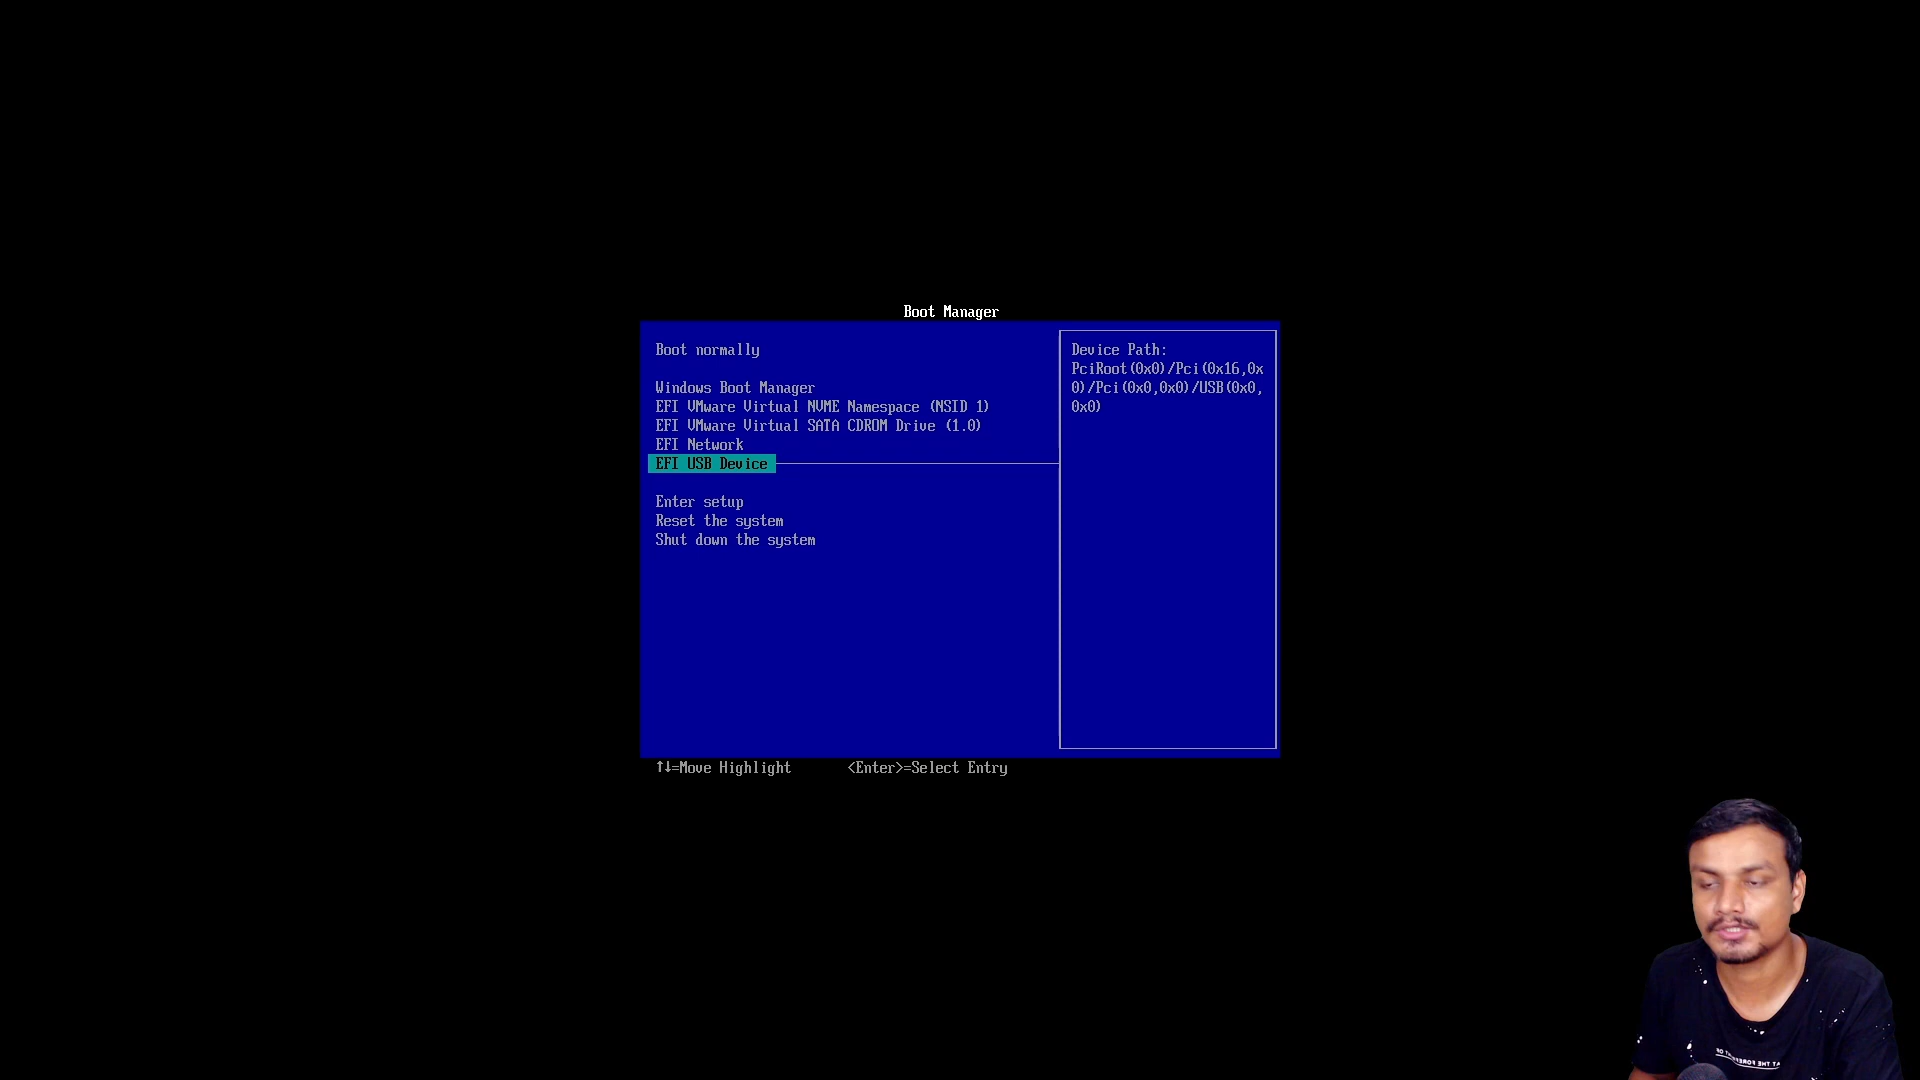 Boot Manager
Boot normally
Windows Boot Manager
EFI VMware Virtual NVME Namespace (NSID 1)
EFI VMware Virtual SATA CDROM Drive (1.0)
EFI Network
EFI USB Device
Enter setup
Reset the system
Shut down the system
Device Path:
PciRoot(0x0)/Pci(0x16,0x
0)/Pci(0x0,0x0)/USB(0x0,
0x0)
↑↓=Move Highlight
<Enter>=Select Entry